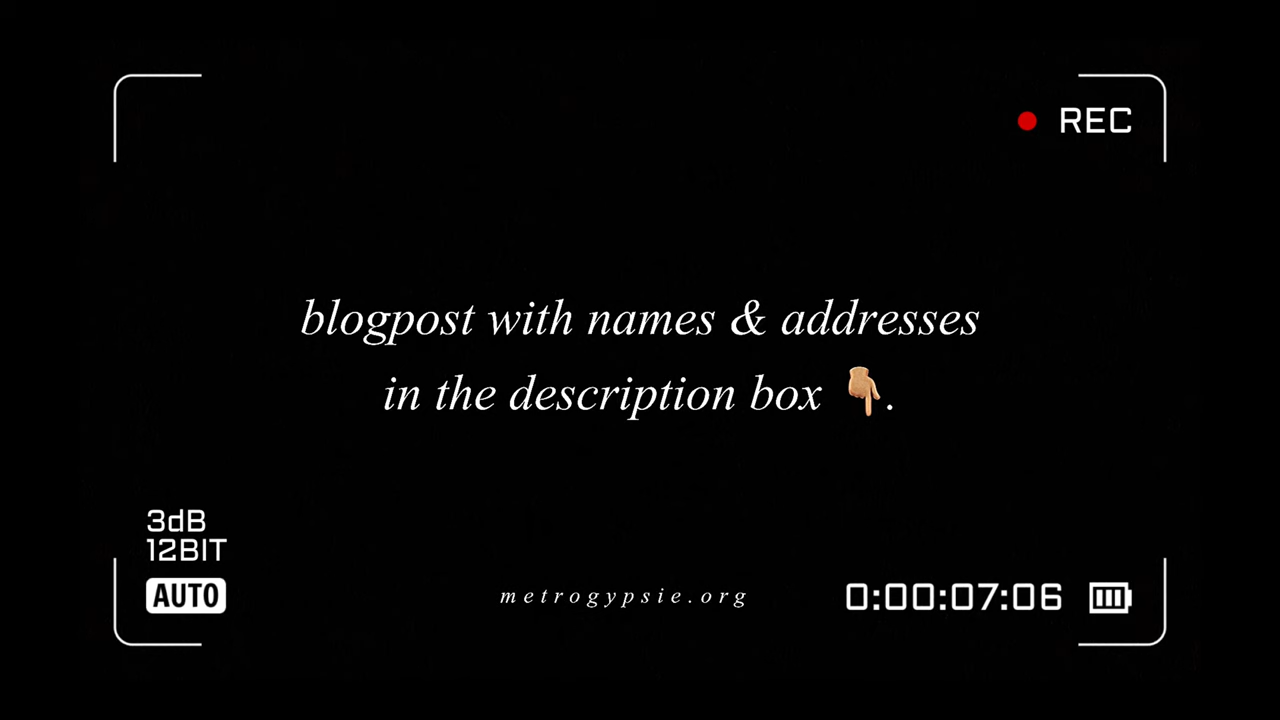 REC
blogpost with names & addresses
in the description box 👇🏼.
3dB
12BIT
AUTO
metrogypsie.org
0:00:07:06